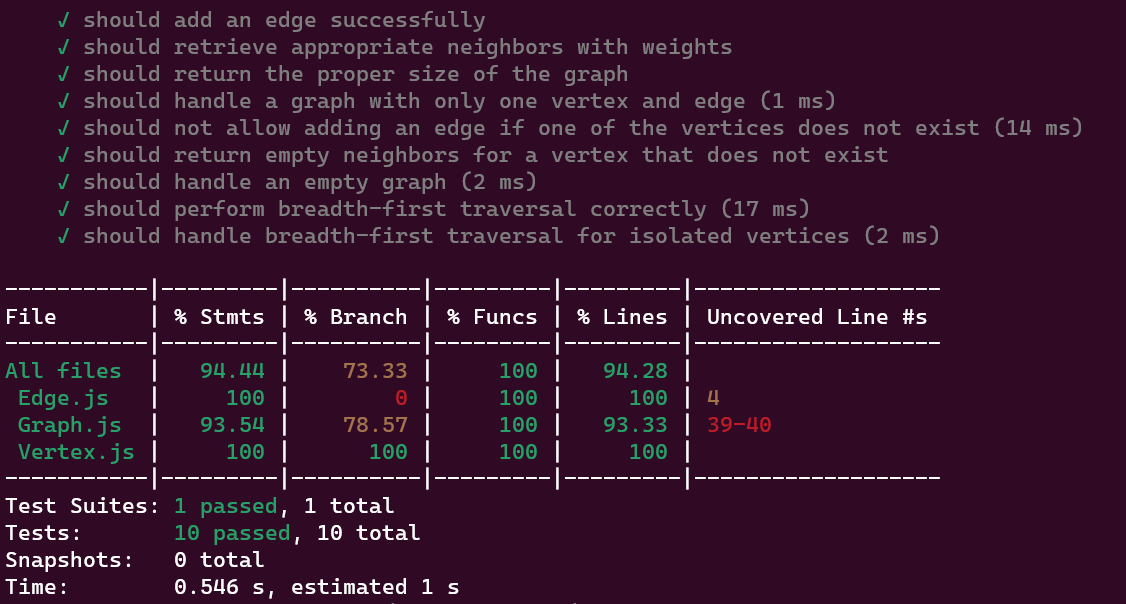 ✓ should add an edge successfully
✓ should retrieve appropriate neighbors with weights
✓ should return the proper size of the graph
✓ should handle a graph with only one vertex and edge (1 ms)
✓ should not allow adding an edge if one of the vertices does not exist (14 ms)
✓ should return empty neighbors for a vertex that does not exist
✓ should handle an empty graph (2 ms)
✓ should perform breadth-first traversal correctly (17 ms)
✓ should handle breadth-first traversal for isolated vertices (2 ms)
-----------|---------|----------|---------|---------|-------------------
File       | % Stmts | % Branch | % Funcs | % Lines | Uncovered Line #s
-----------|---------|----------|---------|---------|-------------------
All files  |   94.44 |    73.33 |     100 |   94.28 |
 Edge.js   |     100 |        0 |     100 |     100 | 4
 Graph.js  |   93.54 |    78.57 |     100 |   93.33 | 39-40
 Vertex.js |     100 |      100 |     100 |     100 |
-----------|---------|----------|---------|---------|-------------------
Test Suites: 1 passed, 1 total
Tests:       10 passed, 10 total
Snapshots:   0 total
Time:        0.546 s, estimated 1 s